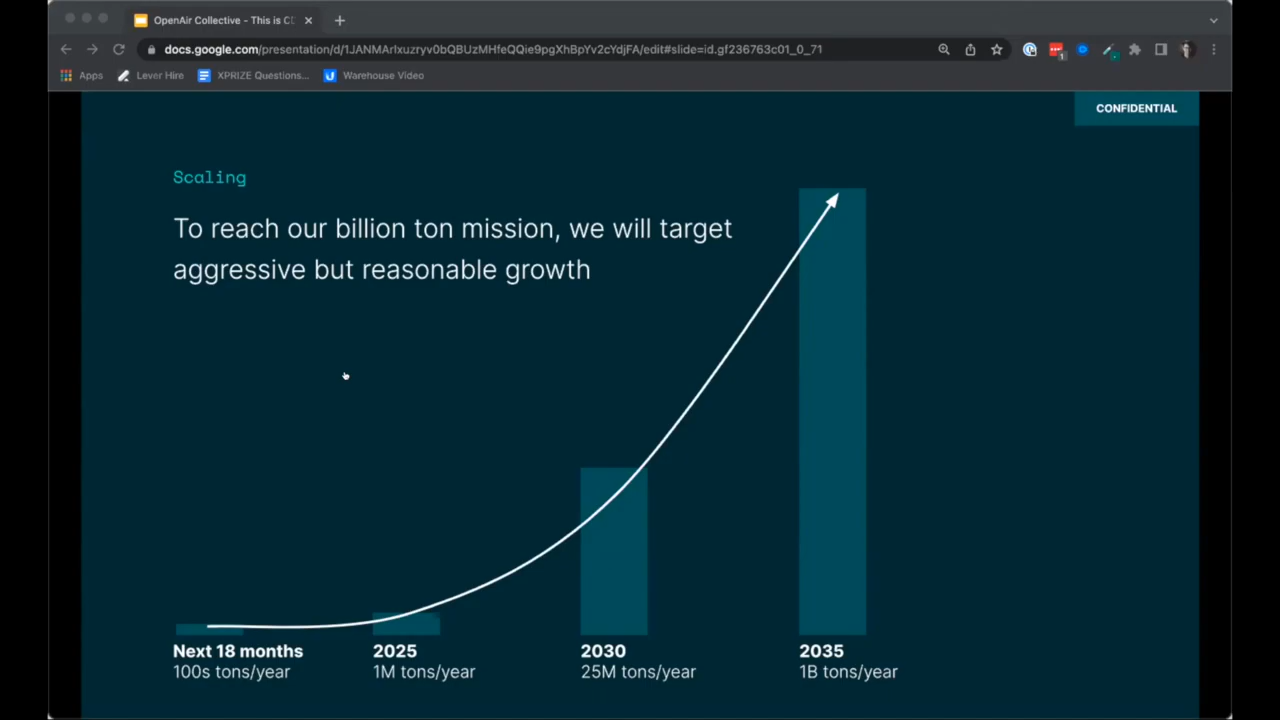 OpenAir Collective - This is CD
docs.google.com/presentation/d/1JANMArIxuzryv0bQBUzMHfeQQie9pgXhBpYv2cYdjFA/edit#slide=id.gf236763c01_0_71
Apps
Lever Hire
XPRIZE Questions...
Warehouse Video
CONFIDENTIAL
Scaling
To reach our billion ton mission, we will target
aggressive but reasonable growth
Next 18 months
100s tons/year
2025
1M tons/year
2030
25M tons/year
2035
1B tons/year